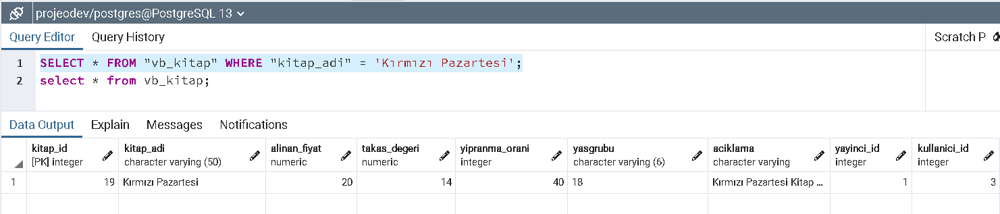 projeodev/postgres@PostgreSQL 13
Query Editor Query History Scratch P
1 SELECT * FROM "vb_kitap" WHERE "kitap_adi" = 'Kırmızı Pazartesi';
2 select * from vb_kitap;
Data Output Explain Messages Notifications
kitap_id kitap_adi alinan_fiyat takas_degeri yipranma_orani yasgrubu aciklama yayinci_id kullanici_id
[PK] integer character varying (50) numeric numeric integer character varying (6) character varying integer integer
1 19 Kırmızı Pazartesi 20 14 40 18 Kırmızı Pazartesi Kitap ... 1 3